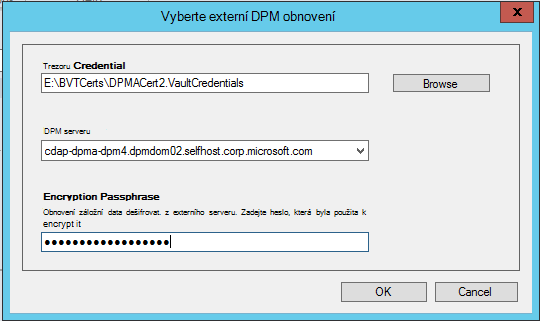 Vyberte externí DPM obnovení
x
Trezoru Credential
E:\BVTCerts\DPMACert2.VaultCredentials
Browse
DPM serveru
cdap-dpma-dpm4.dpmdom02.selfhost.corp.microsoft.com
Encryption Passphrase
Obnovení záložní data dešifrovat. z externího serveru. Zadejte heslo, která byla použita k
encrypt it
●●●●●●●●●●●●●●●●●●
OK
Cancel